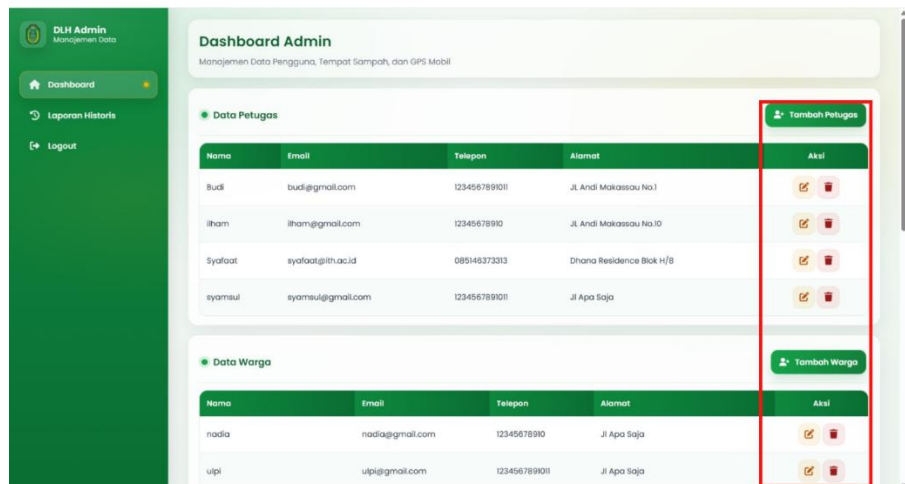 DLH Admin
Manajemen Data
Dashboard
Laporan Historis
Logout
Dashboard Admin
Manajemen Data Pengguna, Tempat Sampah, dan GPS Mobil
Data Petugas
Tambah Petugas
Nama Email Telepon Alamat Aksi
Budi budi@gmail.com 1234567891011 JL Andi Makassau No.1
ilham ilham@gmail.com 12345678910 JL Andi Makassau No.10
Syafaat syafaat@ith.ac.id 085146373313 Dhana Residence Blok H/8
syamsul syamsul@gmail.com 1234567891011 Jl Apa Saja
Data Warga
Tambah Warga
Nama Email Telepon Alamat Aksi
nadia nadia@gmail.com 12345678910 Jl Apa Saja
ulpi ulpi@gmail.com 1234567891011 Jl Apa Saja